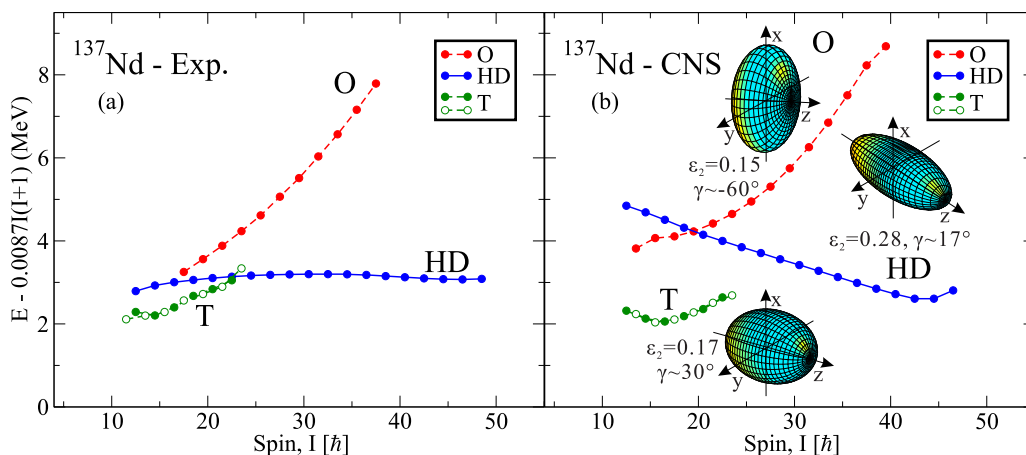 E - 0.0087I(I+1) (MeV)
8
6
4
2
0
¹³⁷Nd - Exp.
(a)
O
HD
T
O
HD
T
10 20 30 40 50
Spin, I [ℏ]
¹³⁷Nd - CNS
(b)
O
HD
T
O
x
z
y
ε₂=0.15
γ~-60°
x
y
z
ε₂=0.28, γ~17°
HD
T
x
ε₂=0.17
γ~30°
y
z
10 20 30 40 50
Spin, I [ℏ]